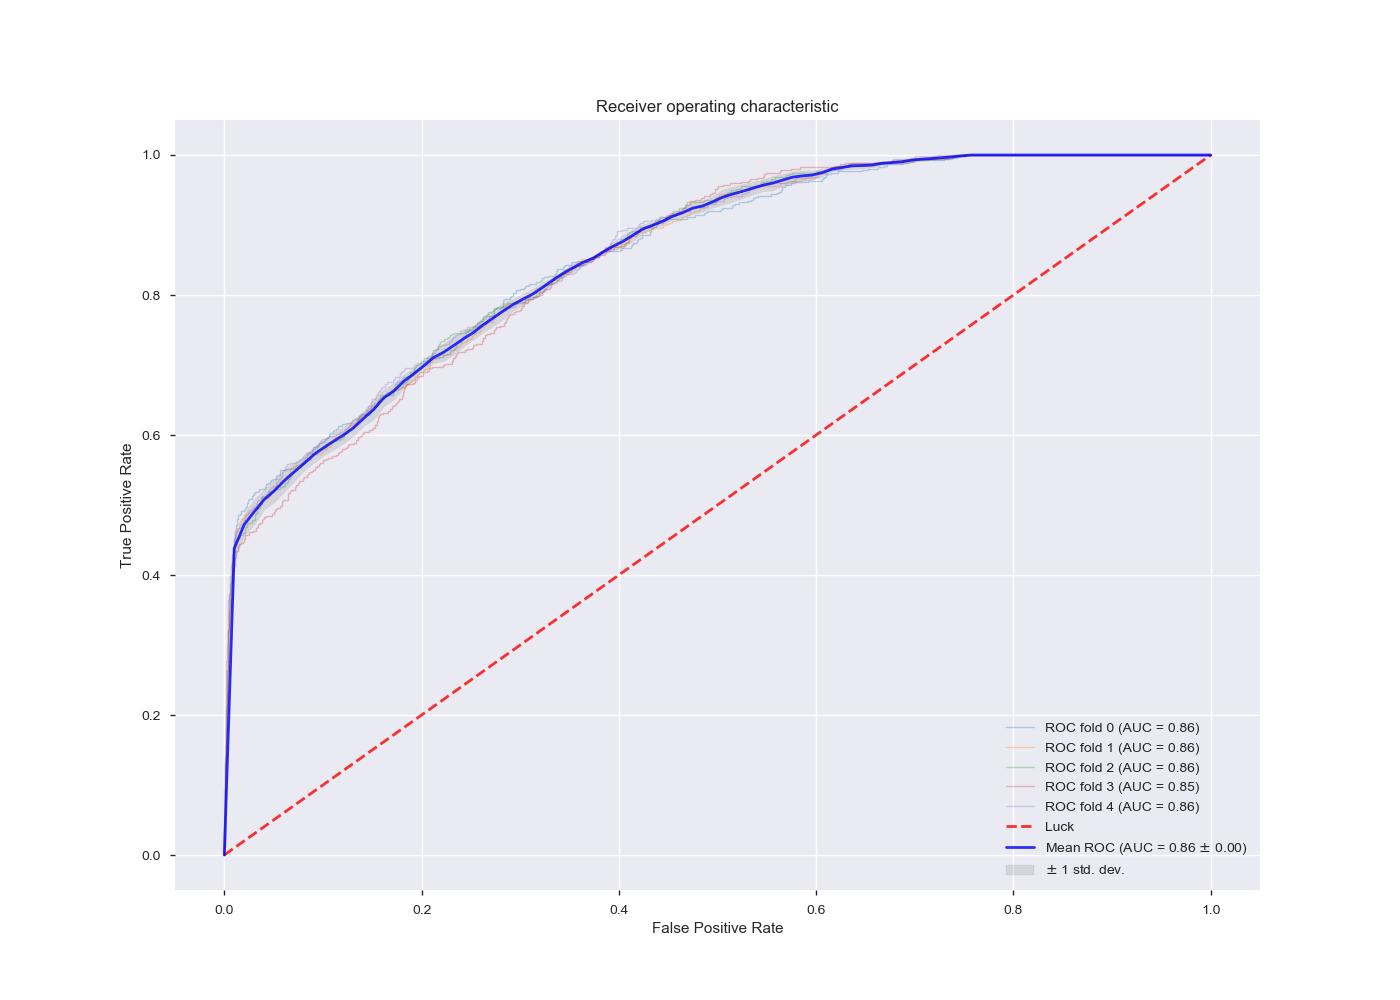 Receiver operating characteristic
1.0
0.8
0.6
0.4
0.2
0.0
True Positive Rate
0.0 0.2 0.4 0.6 0.8 1.0
False Positive Rate
ROC fold 0 (AUC = 0.86)
ROC fold 1 (AUC = 0.86)
ROC fold 2 (AUC = 0.86)
ROC fold 3 (AUC = 0.85)
ROC fold 4 (AUC = 0.86)
Luck
Mean ROC (AUC = 0.86 ± 0.00)
± 1 std. dev.